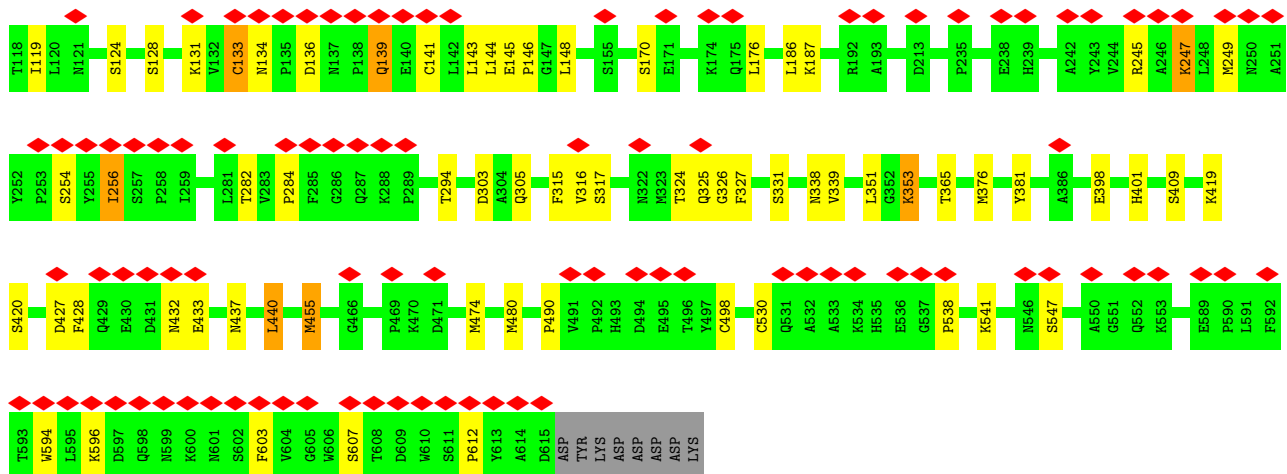 T118 I119 L120 N121 S124 S128 K131 V132 C133 N134 P135 D136 N137 P138 Q139 E140 C141 L142 L143 L144 E145 P146 G147 L148 S155 S170 E171 K174 Q175 L176 L186 K187 R192 A193 D213 P235 E238 H239 A242 Y243 V244 R245 A246 K247 L248 M249 N250 A251
Y252 P253 S254 Y255 I256 S257 P258 I259 L281 T282 V283 P284 F285 G286 Q287 K288 P289 T294 D303 A304 Q305 F315 V316 S317 N322 M323 T324 Q325 G326 F327 S331 N338 V339 L351 G352 K353 T365 M376 Y381 A386 E398 H401 S409 K419
S420 D427 F428 Q429 E430 D431 N432 E433 N437 L440 M455 G466 P469 K470 D471 M474 M480 P490 V491 P492 H493 D494 E495 T496 Y497 C498 C530 Q531 A532 A533 K534 H535 E536 G537 P538 K541 N546 S547 A550 G551 Q552 K553 E589 P590 L591 F592
T593 W594 L595 K596 D597 Q598 N599 K600 N601 S602 F603 V604 G605 W606 S607 T608 D609 W610 S611 P612 Y613 A614 D615 ASP TYR LYS ASP ASP ASP ASP LYS